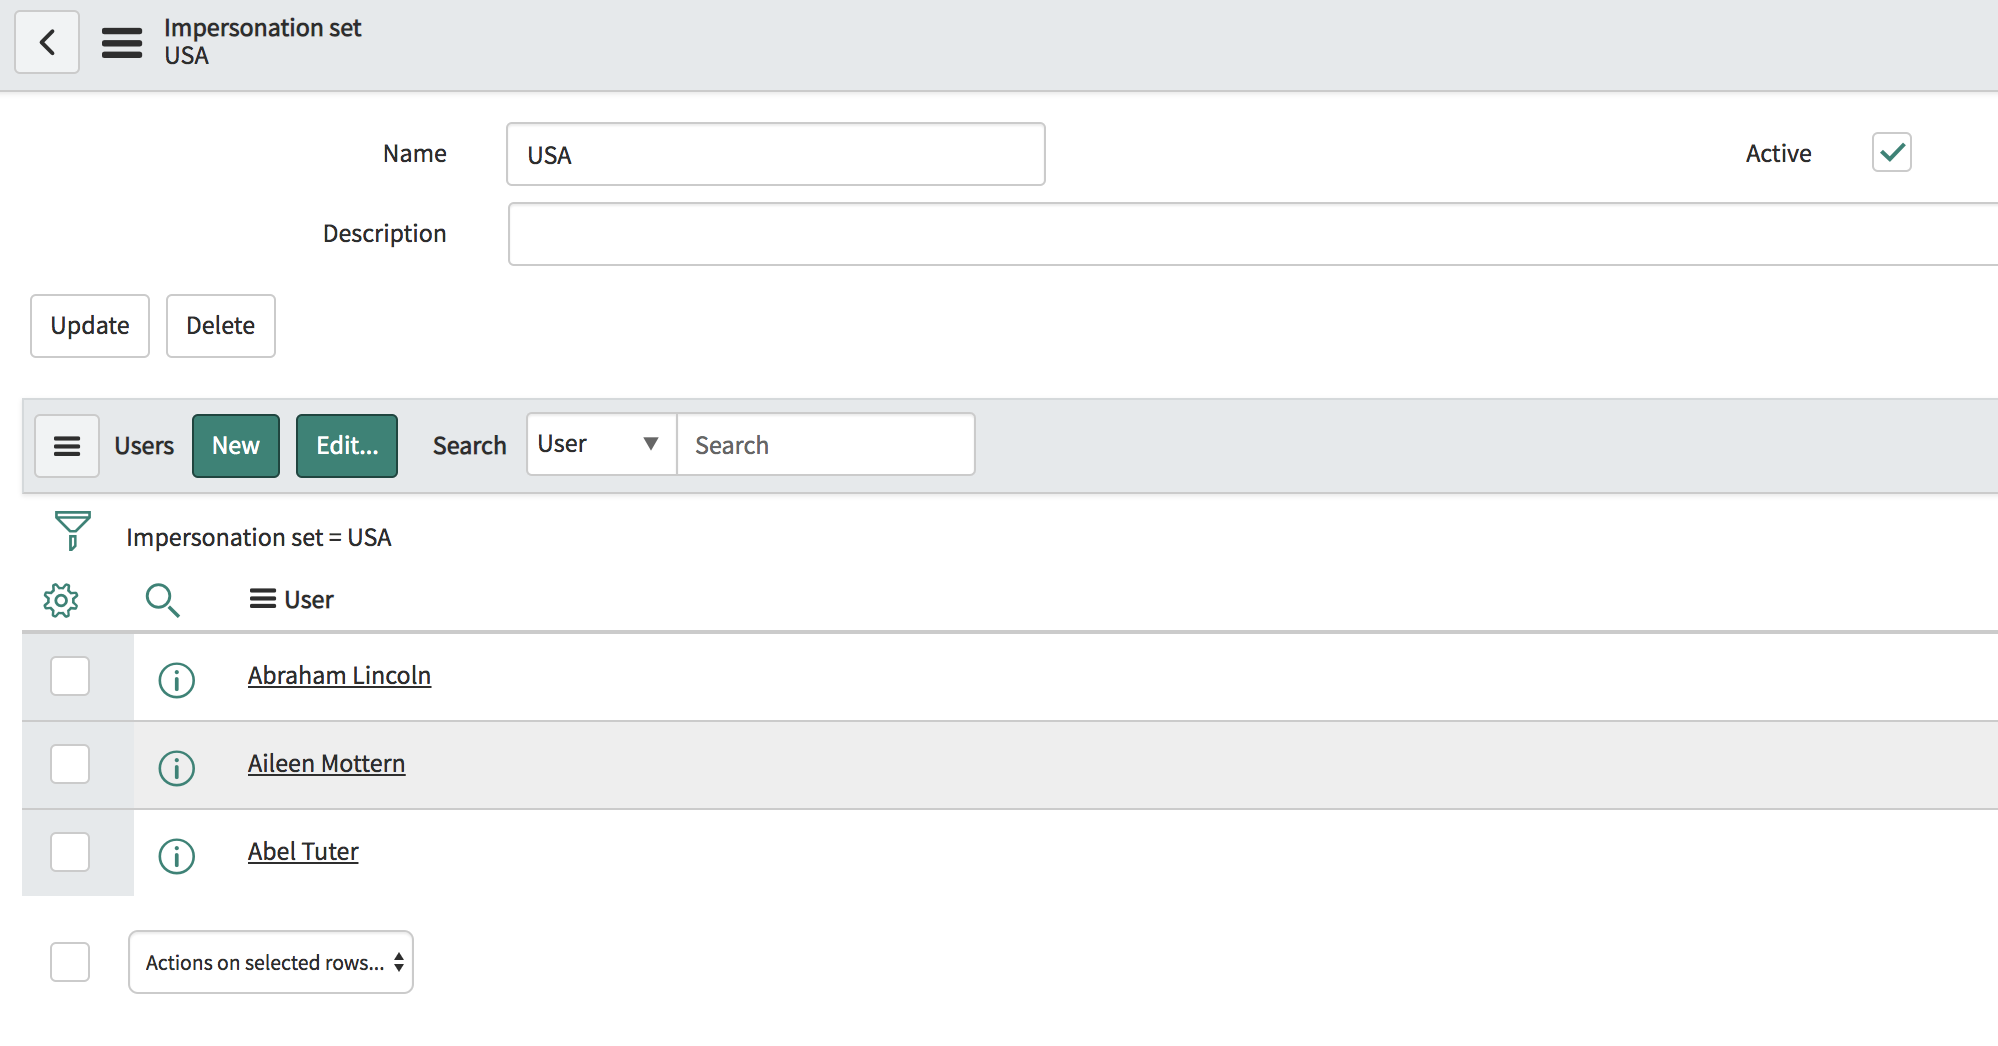 Impersonation set
USA
Name
USA
Active
Description
Update
Delete
Users
New
Edit...
Search
User
Search
Impersonation set = USA
User
Abraham Lincoln
Aileen Mottern
Abel Tuter
Actions on selected rows...